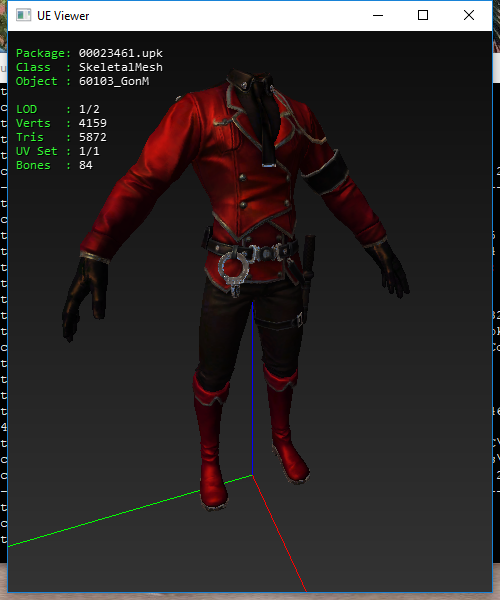 UE Viewer
Package: 00023461.upk
Class : SkeletalMesh
Object : 60103_GonM
LOD : 1/2
Verts : 4159
Tris : 5872
UV Set : 1/1
Bones : 84